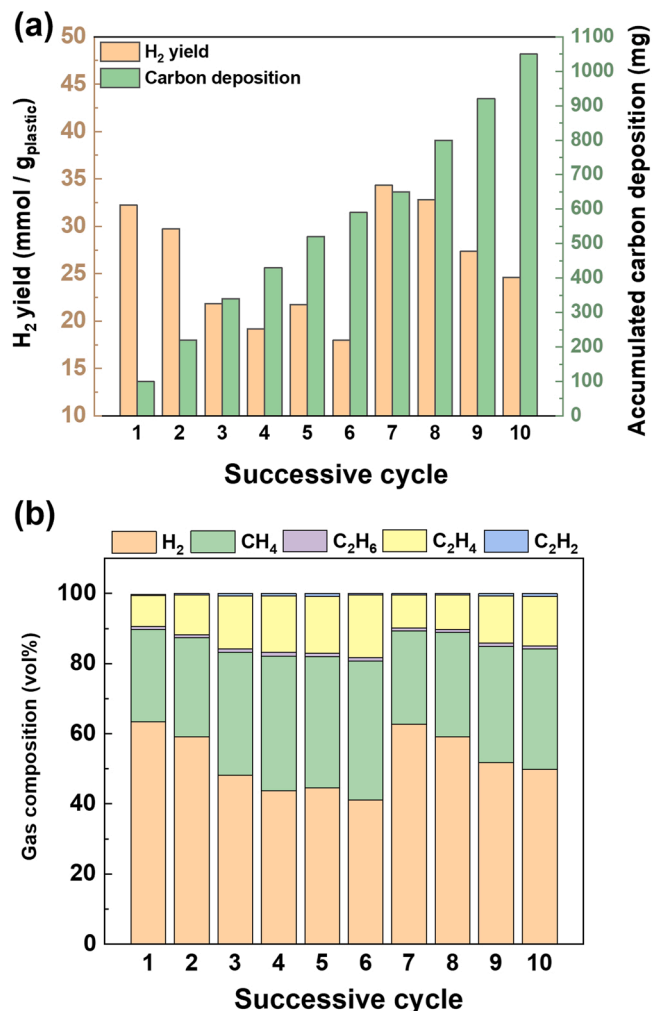 (a)
H₂ yield
Carbon deposition
50
45
40
35
30
25
20
15
10
H₂ yield (mmol / gplastic)
1100
1000
900
800
700
600
500
400
300
200
100
0
Accumulated carbon deposition (mg)
1 2 3 4 5 6 7 8 9 10
Successive cycle
(b)
H₂ CH₄ C₂H₆ C₂H₄ C₂H₂
100
80
60
40
20
0
Gas composition (vol%)
1 2 3 4 5 6 7 8 9 10
Successive cycle